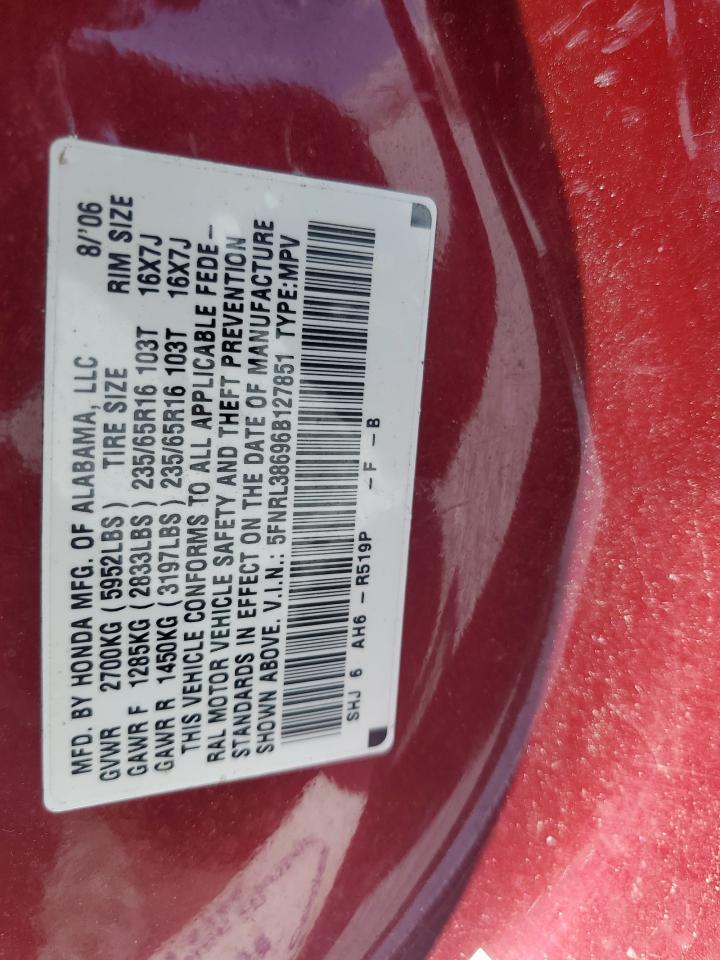 MFD. BY HONDA MFG. OF ALABAMA, LLC 8/'06
GVWR 2700KG (5952LBS) TIRE SIZE RIM SIZE
GAWR F 1285KG (2833LBS) 235/65R16 103T 16X7J
GAWR R 1450KG (3197LBS) 235/65R16 103T 16X7J
THIS VEHICLE CONFORMS TO ALL APPLICABLE FEDE-
RAL MOTOR VEHICLE SAFETY AND THEFT PREVENTION
STANDARDS IN EFFECT ON THE DATE OF MANUFACTURE
SHOWN ABOVE. V.I.N.: 5FNRL38696B127851 TYPE:MPV
SHJ 6 AH6 -R519P -F -B